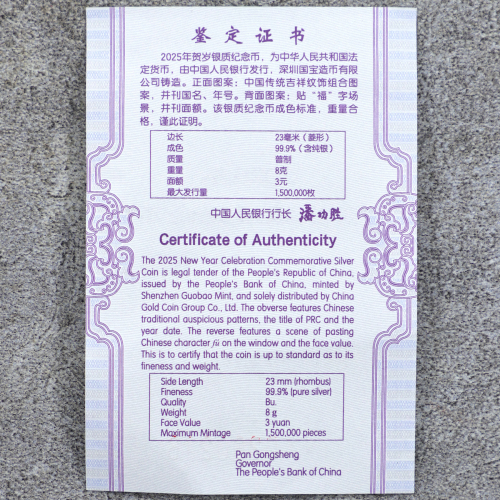 鉴定证书
2025年贺岁银质纪念币，为中华人民共和国法
定货币，由中国人民银行发行，深圳国宝造币有限
公司铸造。正面图案：中国传统吉祥纹饰组合图
案，并刊国名、年号。背面图案：贴“福”字场
景，并刊面额。该银质纪念币成色标准，重量合
格，谨此证明。
边长 23毫米（菱形）
成色 99.9%（含纯银）
质量 普制
重量 8克
面额 3元
最大发行量 1,500,000枚
中国人民银行行长 潘功胜
Certificate of Authenticity
The 2025 New Year Celebration Commemorative Silver
Coin is legal tender of the People's Republic of China,
issued by the People's Bank of China, minted by
Shenzhen Guobao Mint, and solely distributed by China
Gold Coin Group Co., Ltd. The obverse features Chinese
traditional auspicious patterns, the title of PRC and the
year date. The reverse features a scene of pasting
Chinese character fú on the window and the face value.
This is to certify that the coin is up to standard as to its
fineness and weight.
Side Length 23 mm (rhombus)
Fineness 99.9% (pure silver)
Quality Bu.
Weight 8 g
Face Value 3 yuan
Maximum Mintage 1,500,000 pieces
Pan Gongsheng
Governor
The People's Bank of China